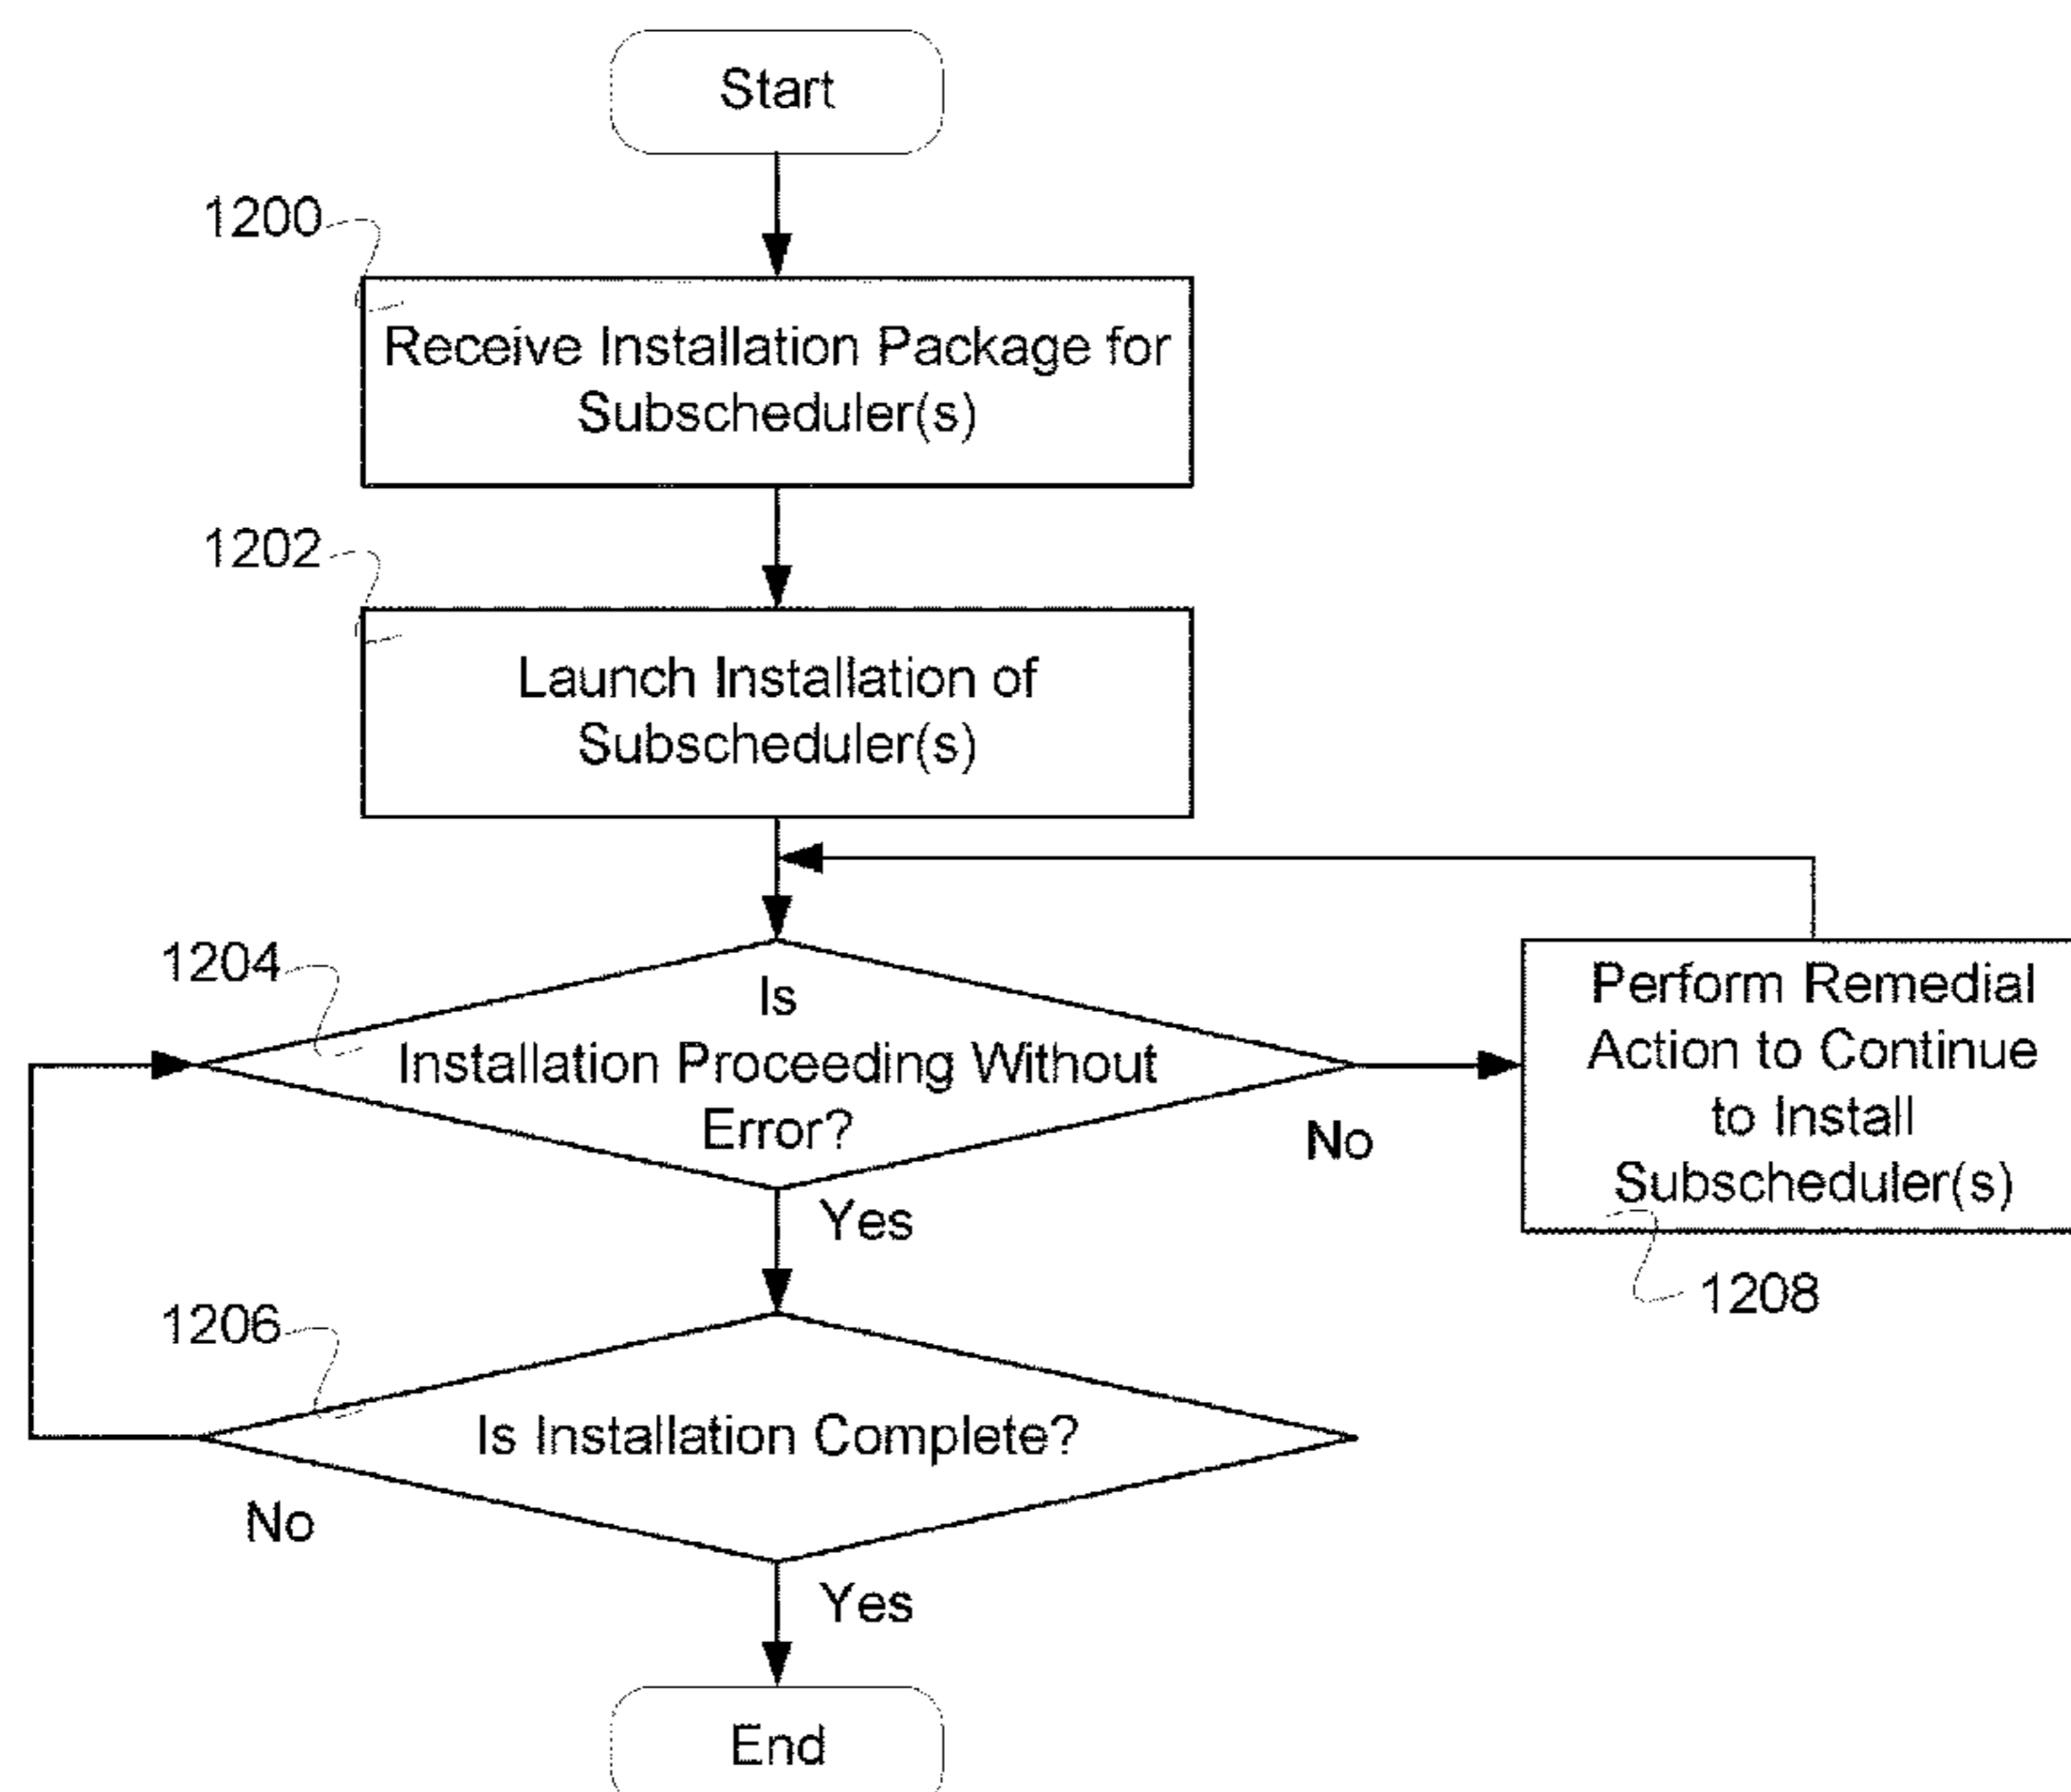 Start
1200
Receive Installation Package for
Subscheduler(s)
1202
Launch Installation of
Subscheduler(s)
1204
Is
Installation Proceeding Without
Error?
No
Perform Remedial
Action to Continue
to Install
Subscheduler(s)
1208
Yes
1206
Is Installation Complete?
No
Yes
End